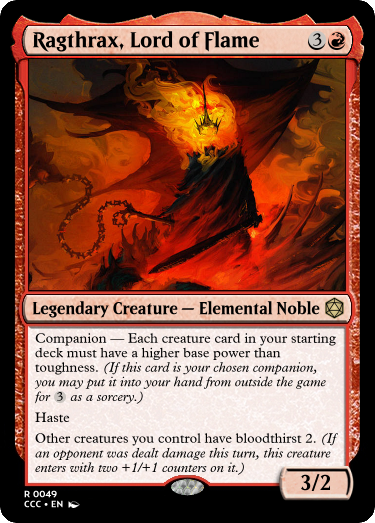 Ragthrax, Lord of Flame 3
Legendary Creature — Elemental Noble
Companion — Each creature card in your starting
deck must have a higher base power than
toughness. (If this card is your chosen companion,
you may put it into your hand from outside the game
for 3 as a sorcery.)
Haste
Other creatures you control have bloodthirst 2. (If
an opponent was dealt damage this turn, this creature
enters with two +1/+1 counters on it.)
3/2
R 0049
CCC • EN